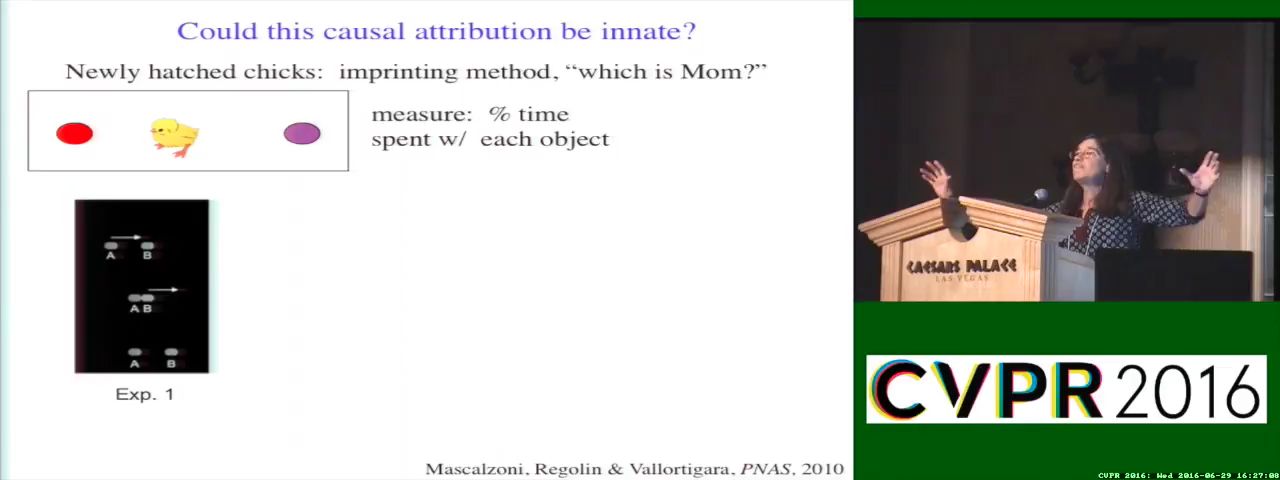 Could this causal attribution be innate?
Newly hatched chicks: imprinting method, “which is Mom?”
measure: % time
spent w/ each object
A B
A B
A B
Exp. 1
Mascalzoni, Regolin & Vallortigara, PNAS, 2010
CAESARS PALACE
LAS VEGAS
CVPR 2016
CVPR 2016: Wed 2016-06-29 16:27:08